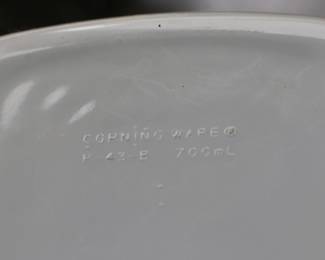 CORNING WARE®
P-43-B 700mL